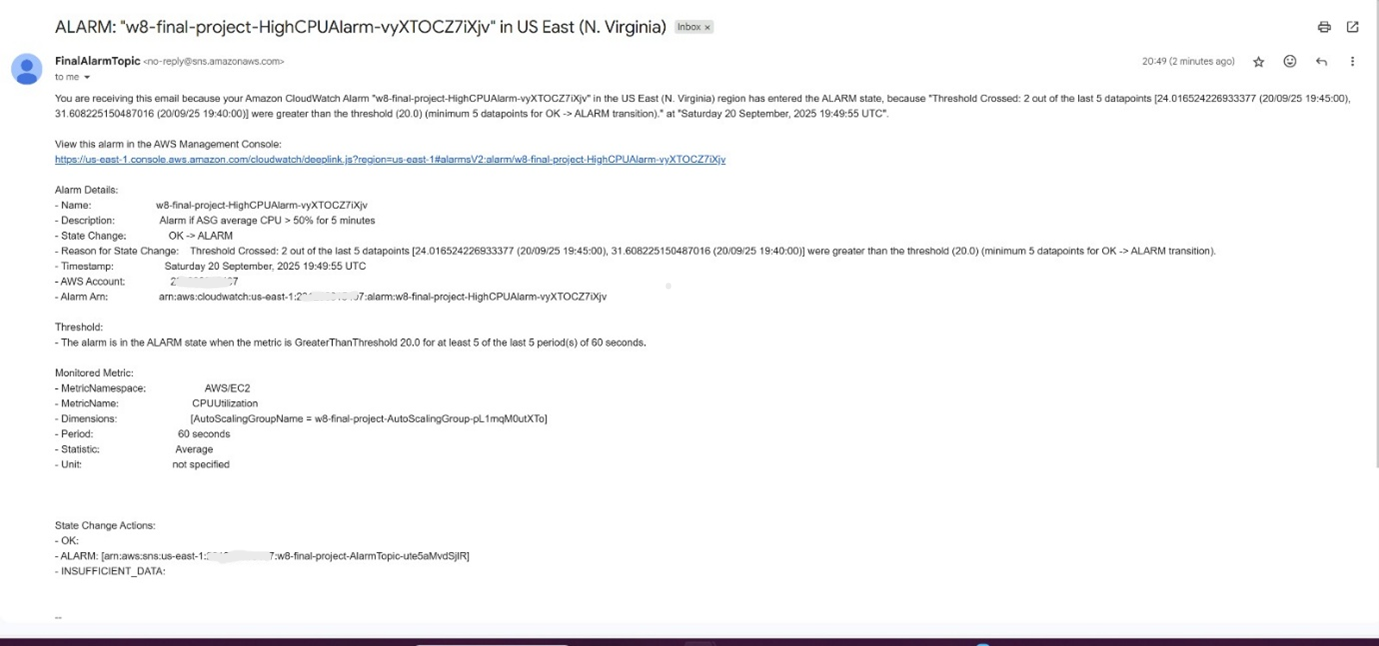 ALARM: "w8-final-project-HighCPUAlarm-vyXTOCZ7iXjv" in US East (N. Virginia) Inbox ×
FinalAlarmTopic <no-reply@sns.amazonaws.com> 20:49 (2 minutes ago)
to me
You are receiving this email because your Amazon CloudWatch Alarm "w8-final-project-HighCPUAlarm-vyXTOCZ7iXjv" in the US East (N. Virginia) region has entered the ALARM state, because "Threshold Crossed: 2 out of the last 5 datapoints [24.016524226933377 (20/09/25 19:45:00),
31.608225150487016 (20/09/25 19:40:00)] were greater than the threshold (20.0) (minimum 5 datapoints for OK -> ALARM transition)." at "Saturday 20 September, 2025 19:49:55 UTC".
View this alarm in the AWS Management Console:
https://us-east-1.console.aws.amazon.com/cloudwatch/deeplink.js?region=us-east-1#alarmsV2:alarm/w8-final-project-HighCPUAlarm-vyXTOCZ7iXjv
Alarm Details:
- Name: w8-final-project-HighCPUAlarm-vyXTOCZ7iXjv
- Description: Alarm if ASG average CPU > 50% for 5 minutes
- State Change: OK -> ALARM
- Reason for State Change: Threshold Crossed: 2 out of the last 5 datapoints [24.016524226933377 (20/09/25 19:45:00), 31.608225150487016 (20/09/25 19:40:00)] were greater than the threshold (20.0) (minimum 5 datapoints for OK -> ALARM transition).
- Timestamp: Saturday 20 September, 2025 19:49:55 UTC
- AWS Account:
- Alarm Arn: arn:aws:cloudwatch:us-east-1: 7:alarm:w8-final-project-HighCPUAlarm-vyXTOCZ7iXjv
Threshold:
- The alarm is in the ALARM state when the metric is GreaterThanThreshold 20.0 for at least 5 of the last 5 period(s) of 60 seconds.
Monitored Metric:
- MetricNamespace: AWS/EC2
- MetricName: CPUUtilization
- Dimensions: [AutoScalingGroupName = w8-final-project-AutoScalingGroup-pL1mqM0utXTo]
- Period: 60 seconds
- Statistic: Average
- Unit: not specified
State Change Actions:
- OK:
- ALARM: [arn:aws:sns:us-east-1: 7:w8-final-project-AlarmTopic-ute5aMvdSjIR]
- INSUFFICIENT_DATA:
--